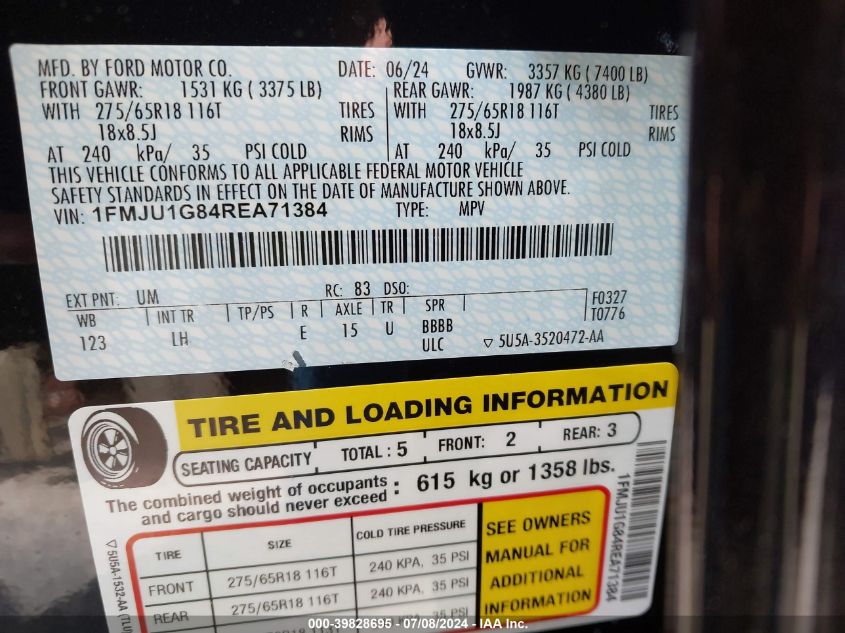 MFD. BY FORD MOTOR CO. DATE: 06/24 GVWR: 3357 KG (7400 LB)
FRONT GAWR: 1531 KG (3375 LB) REAR GAWR: 1987 KG (4380 LB)
WITH 275/65R18 116T TIRES WITH 275/65R18 116T TIRES
18x8.5J RIMS 18x8.5J RIMS
AT 240 kPa/ 35 PSI COLD AT 240 kPa/ 35 PSI COLD
THIS VEHICLE CONFORMS TO ALL APPLICABLE FEDERAL MOTOR VEHICLE
SAFETY STANDARDS IN EFFECT ON THE DATE OF MANUFACTURE SHOWN ABOVE.
VIN: 1FMJU1G84REA71384 TYPE: MPV
EXT PNT: UM RC: 83 DSO:
WB INT TR TP/PS R AXLE TR SPR F0327
123 LH E 15 U BBBB T0776
ULC ▽ 5U5A-3520472-AA
TIRE AND LOADING INFORMATION
SEATING CAPACITY TOTAL : 5 FRONT: 2 REAR: 3
The combined weight of occupants and cargo should never exceed : 615 kg or 1358 lbs.
TIRE SIZE COLD TIRE PRESSURE
FRONT 275/65R18 116T 240 KPA, 35 PSI
REAR 275/65R18 116T 240 KPA, 35 PSI
35 PSI
SEE OWNERS
MANUAL FOR
ADDITIONAL
INFORMATION
1FMJU1G84REA71384
▽ 5U5A-1532-AA (TLU)
000-39828695 - 07/08/2024 - IAA Inc.